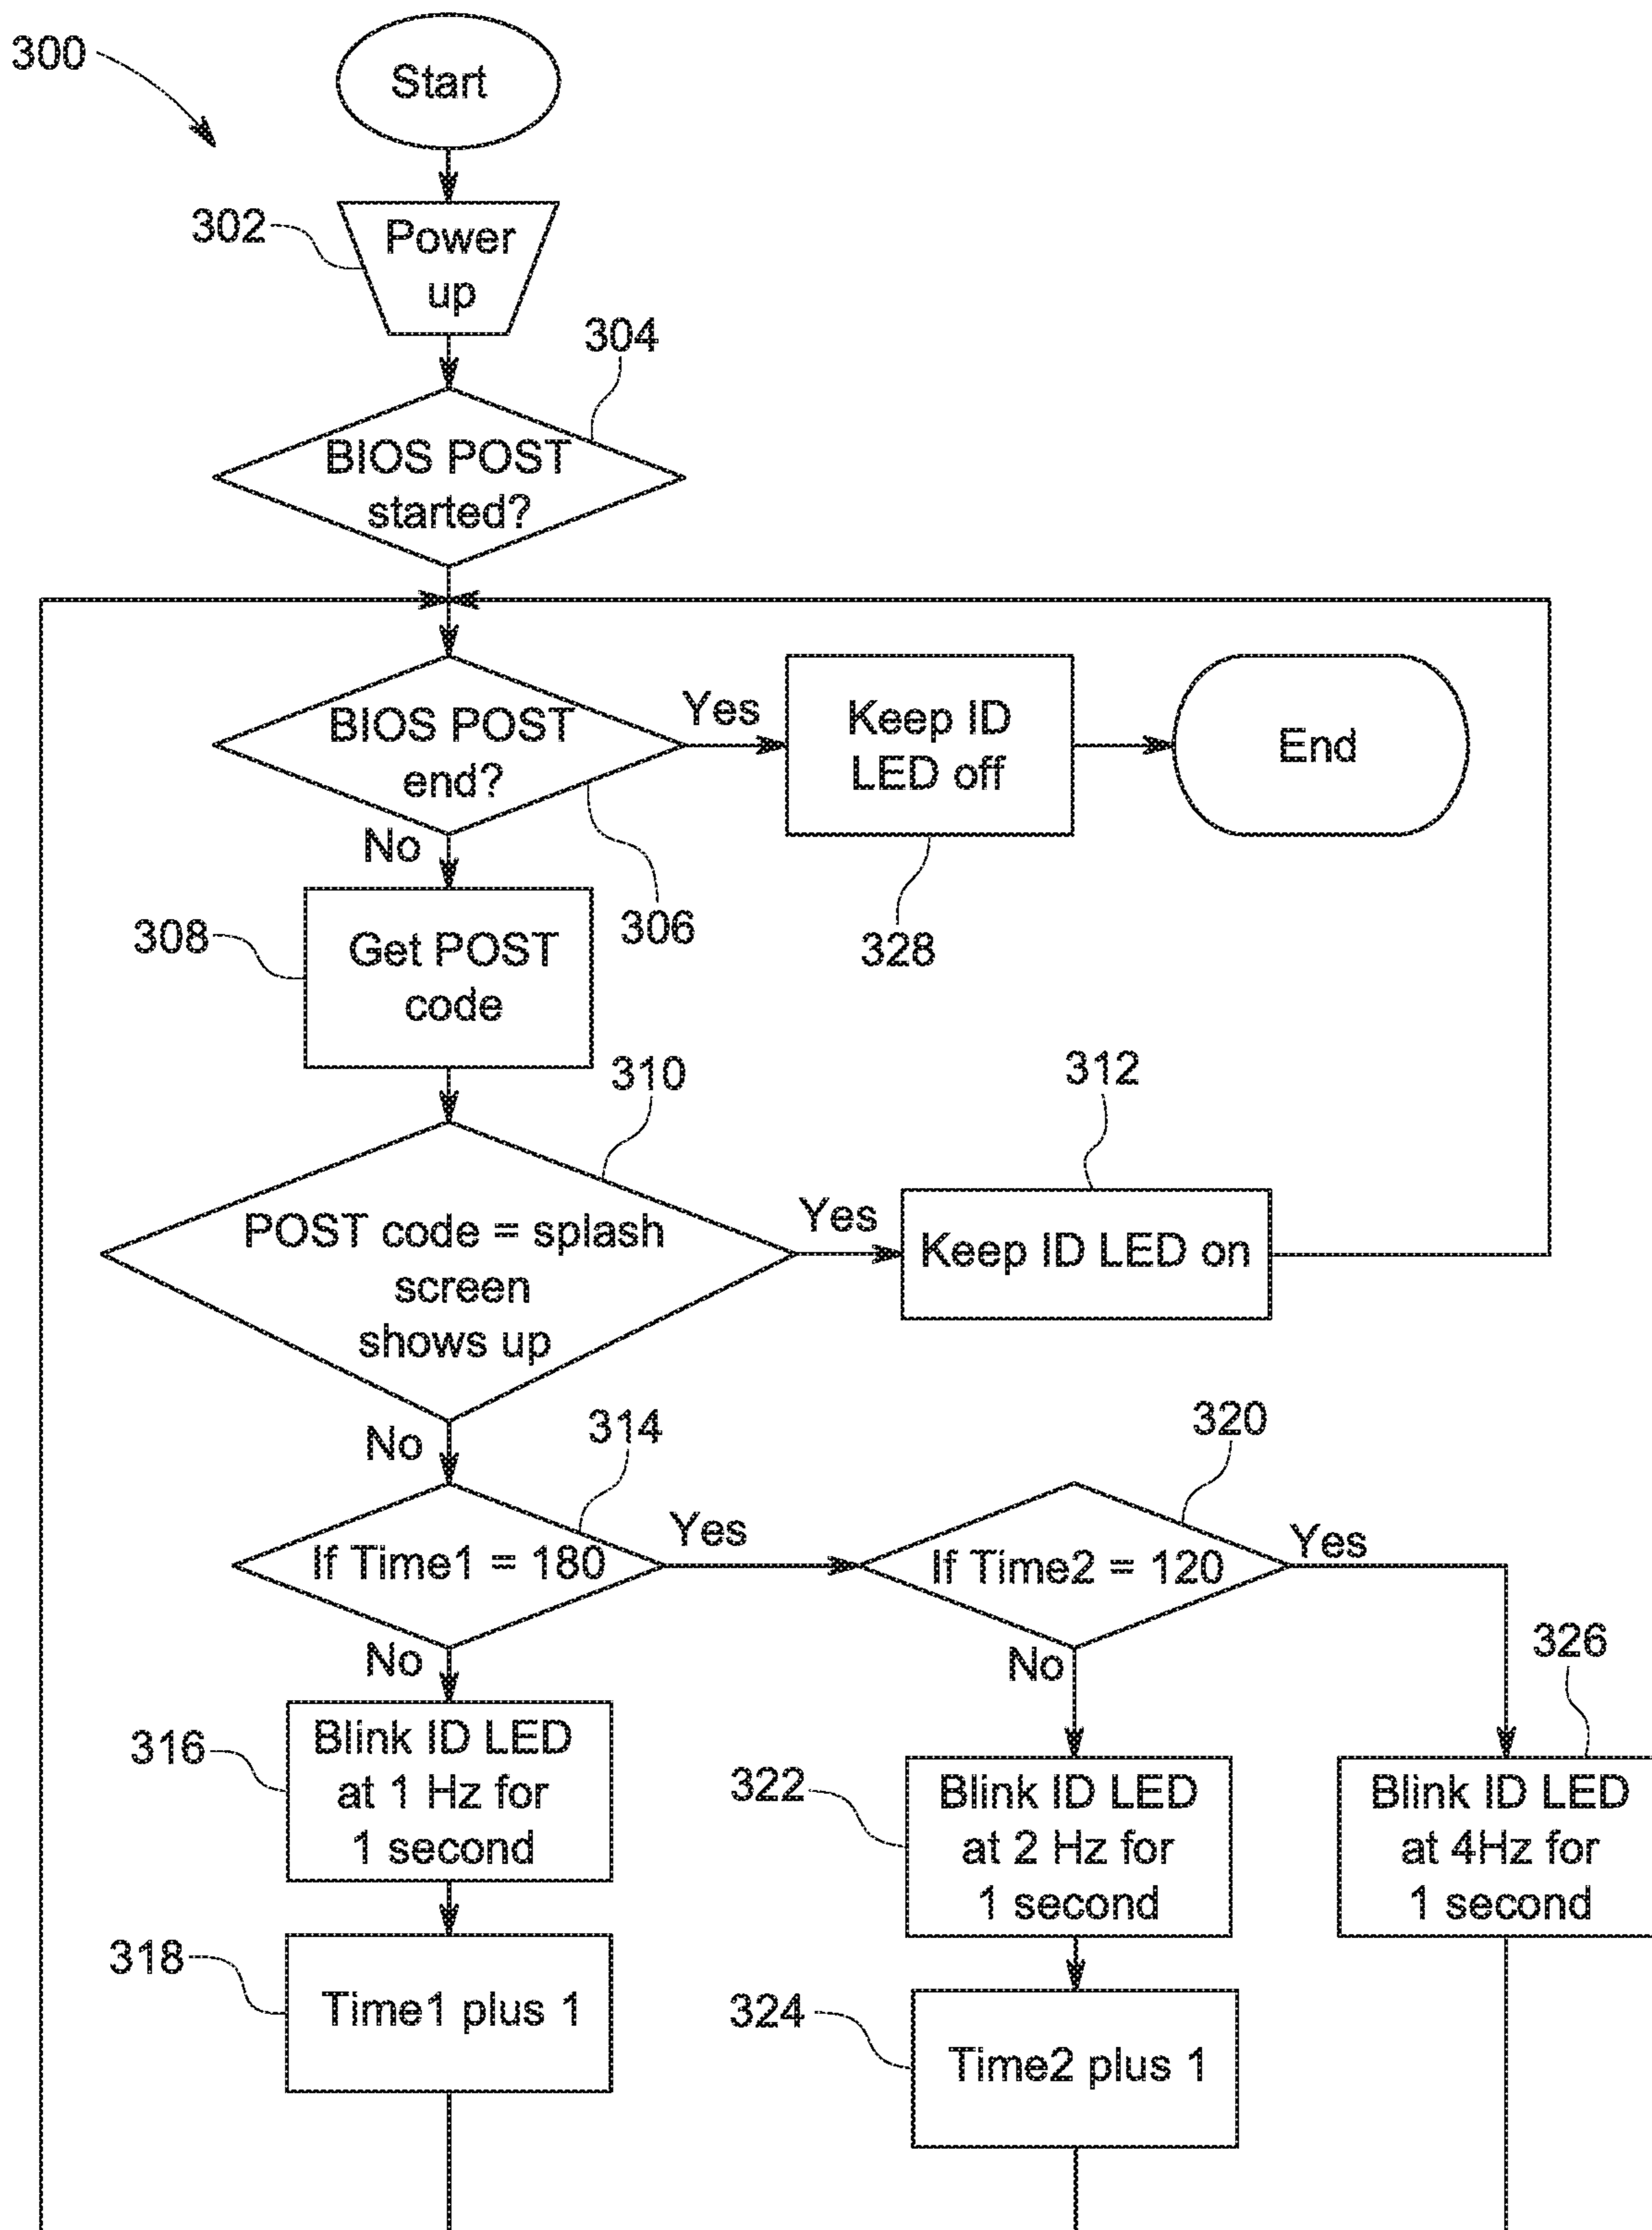 300
Start
302
Power
up
304
BIOS POST
started?
BIOS POST
end?
Yes
Keep ID
LED off
End
No
306
328
308
Get POST
code
310
312
POST code = splash
screen
shows up
Yes
Keep ID LED on
No
314
320
If Time1 = 180
Yes
If Time2 = 120
Yes
No
No
326
316
Blink ID LED
at 1 Hz for
1 second
322
Blink ID LED
at 2 Hz for
1 second
Blink ID LED
at 4Hz for
1 second
318
Time1 plus 1
324
Time2 plus 1